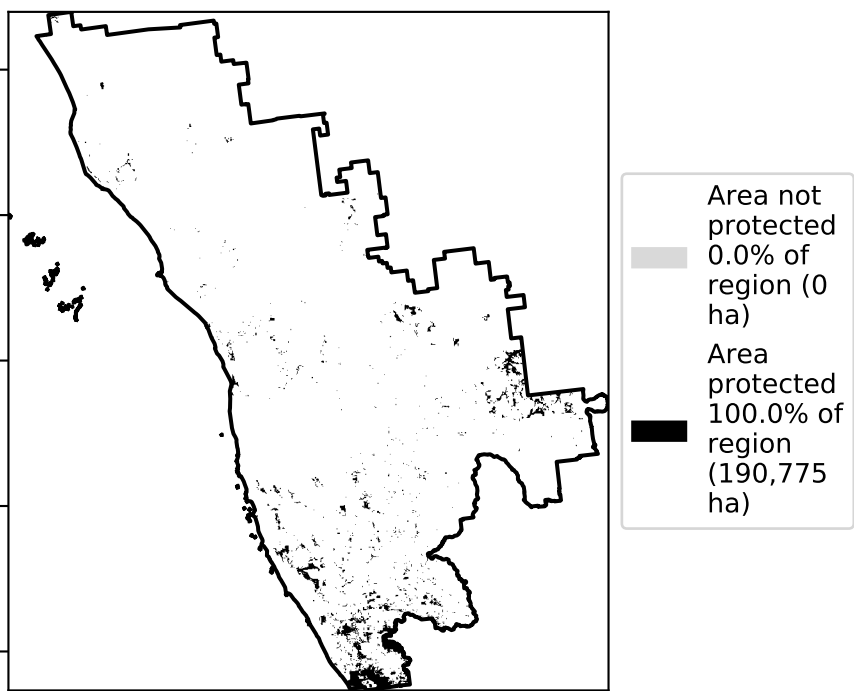 Area not
protected
0.0% of
region (0
ha)
Area
protected
100.0% of
region
(190,775
ha)